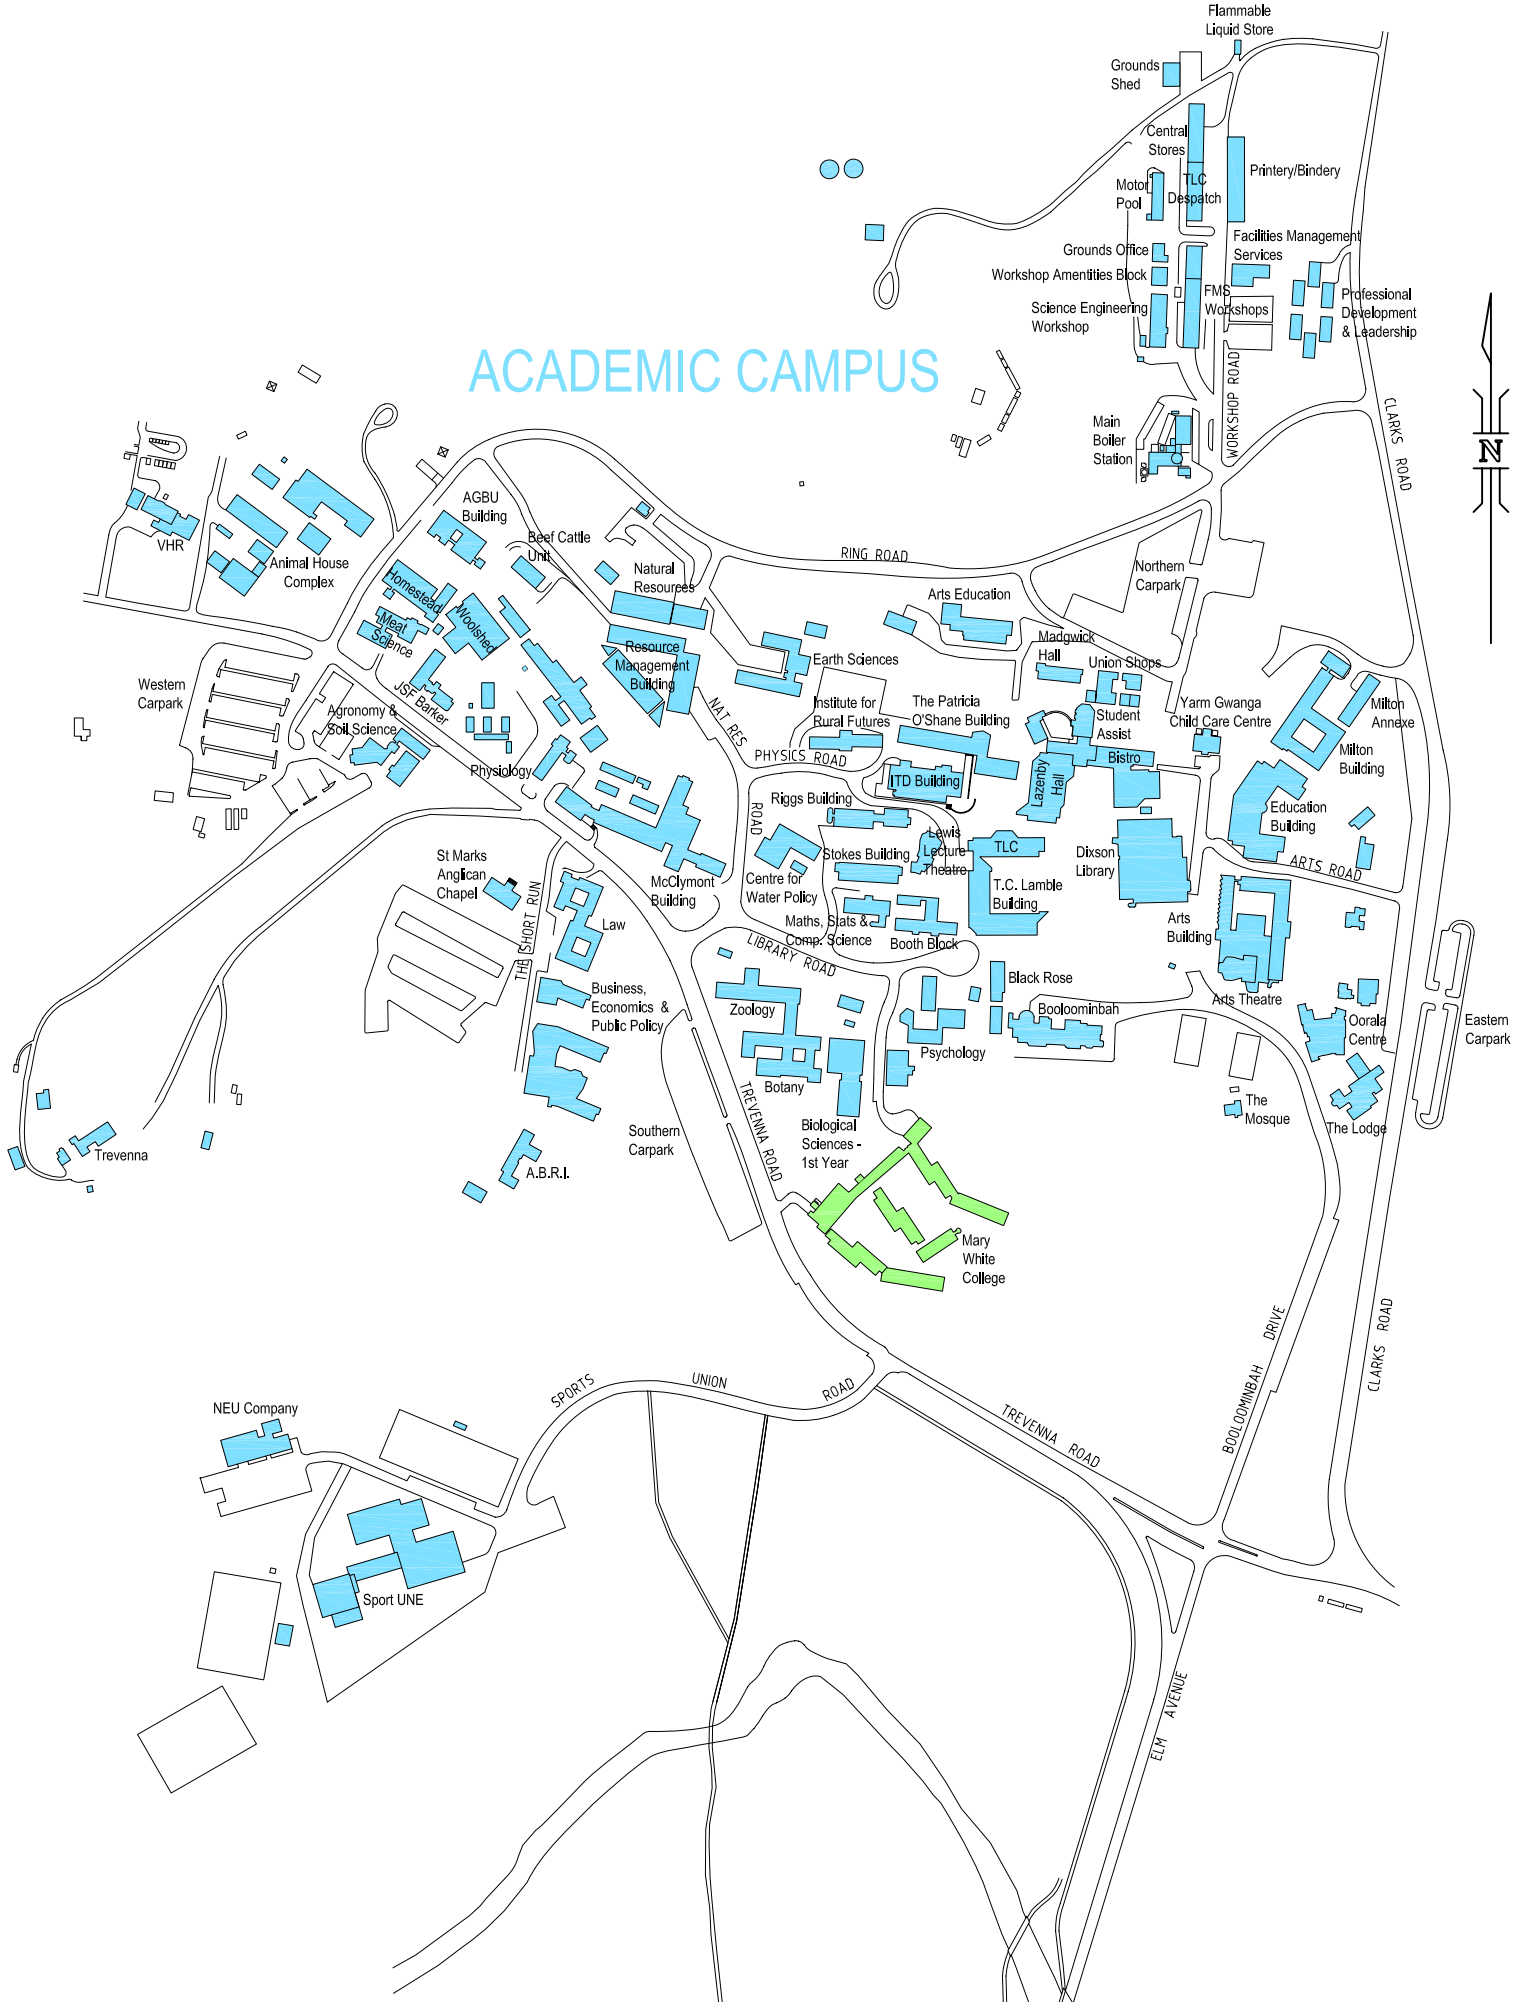 Flammable
Liquid Store
Grounds
Shed
Central
Stores
Printery/Bindery
TLC
Despatch
Motor
Pool
Facilities Management
Services
Grounds Office
Workshop Amentities Block
FMS
Workshops
Science Engineering
Workshop
Professional
Development
& Leadership
ACADEMIC CAMPUS
WORKSHOP ROAD
CLARKS ROAD
N
Main
Boiler
Station
AGBU
Building
VHR
Animal House
Complex
Beef Cattle
Unit
RING ROAD
Natural
Resources
Northern
Carpark
Homestead
Woolshed
Meat
Science
Arts Education
Madgwick
Hall
Union Shops
Resource
Management
Building
Earth Sciences
Western
Carpark
JSF Barker
Agronomy &
Soil Science
NAT RES
Institute for
Rural Futures
The Patricia
O'Shane Building
Student
Assist
Yarm Gwanga
Child Care Centre
Milton
Annexe
Milton
Building
PHYSICS ROAD
Physiology
ITD Building
Lazenby
Hall
Bistro
Riggs Building
ROAD
Education
Building
Lewis
Lecture
Theatre
TLC
Stokes Building
Dixson
Library
ARTS ROAD
St Marks
Anglican
Chapel
McClymont
Building
Centre for
Water Policy
T.C. Lamble
Building
THE SHORT RUN
Law
Maths, Stats &
Comp. Science
Booth Block
Arts
Building
LIBRARY ROAD
Black Rose
Business,
Economics &
Public Policy
Zoology
Booloominbah
Arts Theatre
Oorala
Centre
Eastern
Carpark
Psychology
Botany
TREVENNA ROAD
The
Mosque
The Lodge
Biological
Sciences -
1st Year
Southern
Carpark
Trevenna
A.B.R.I.
Mary
White
College
CLARKS ROAD
BOOLOOMNBAH DRIVE
SPORTS UNION ROAD
NEU Company
TREVENNA ROAD
Sport UNE
ELM AVENUE